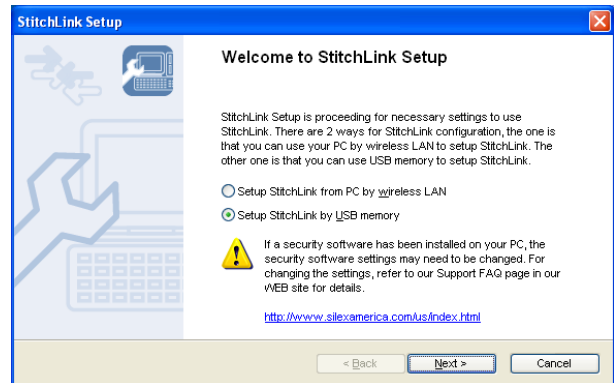 StitchLink Setup
Welcome to StitchLink Setup
StitchLink Setup is proceeding for necessary settings to use
StitchLink. There are 2 ways for StitchLink configuration, the one is
that you can use your PC by wireless LAN to setup StitchLink. The
other one is that you can use USB memory to setup StitchLink.
Setup StitchLink from PC by wireless LAN
Setup StitchLink by USB memory
If a security software has been installed on your PC, the
security software settings may need to be changed. For
changing the settings, refer to our Support FAQ page in our
WEB site for details.
http://www.silexamerica.com/us/index.html
< Back
Next >
Cancel